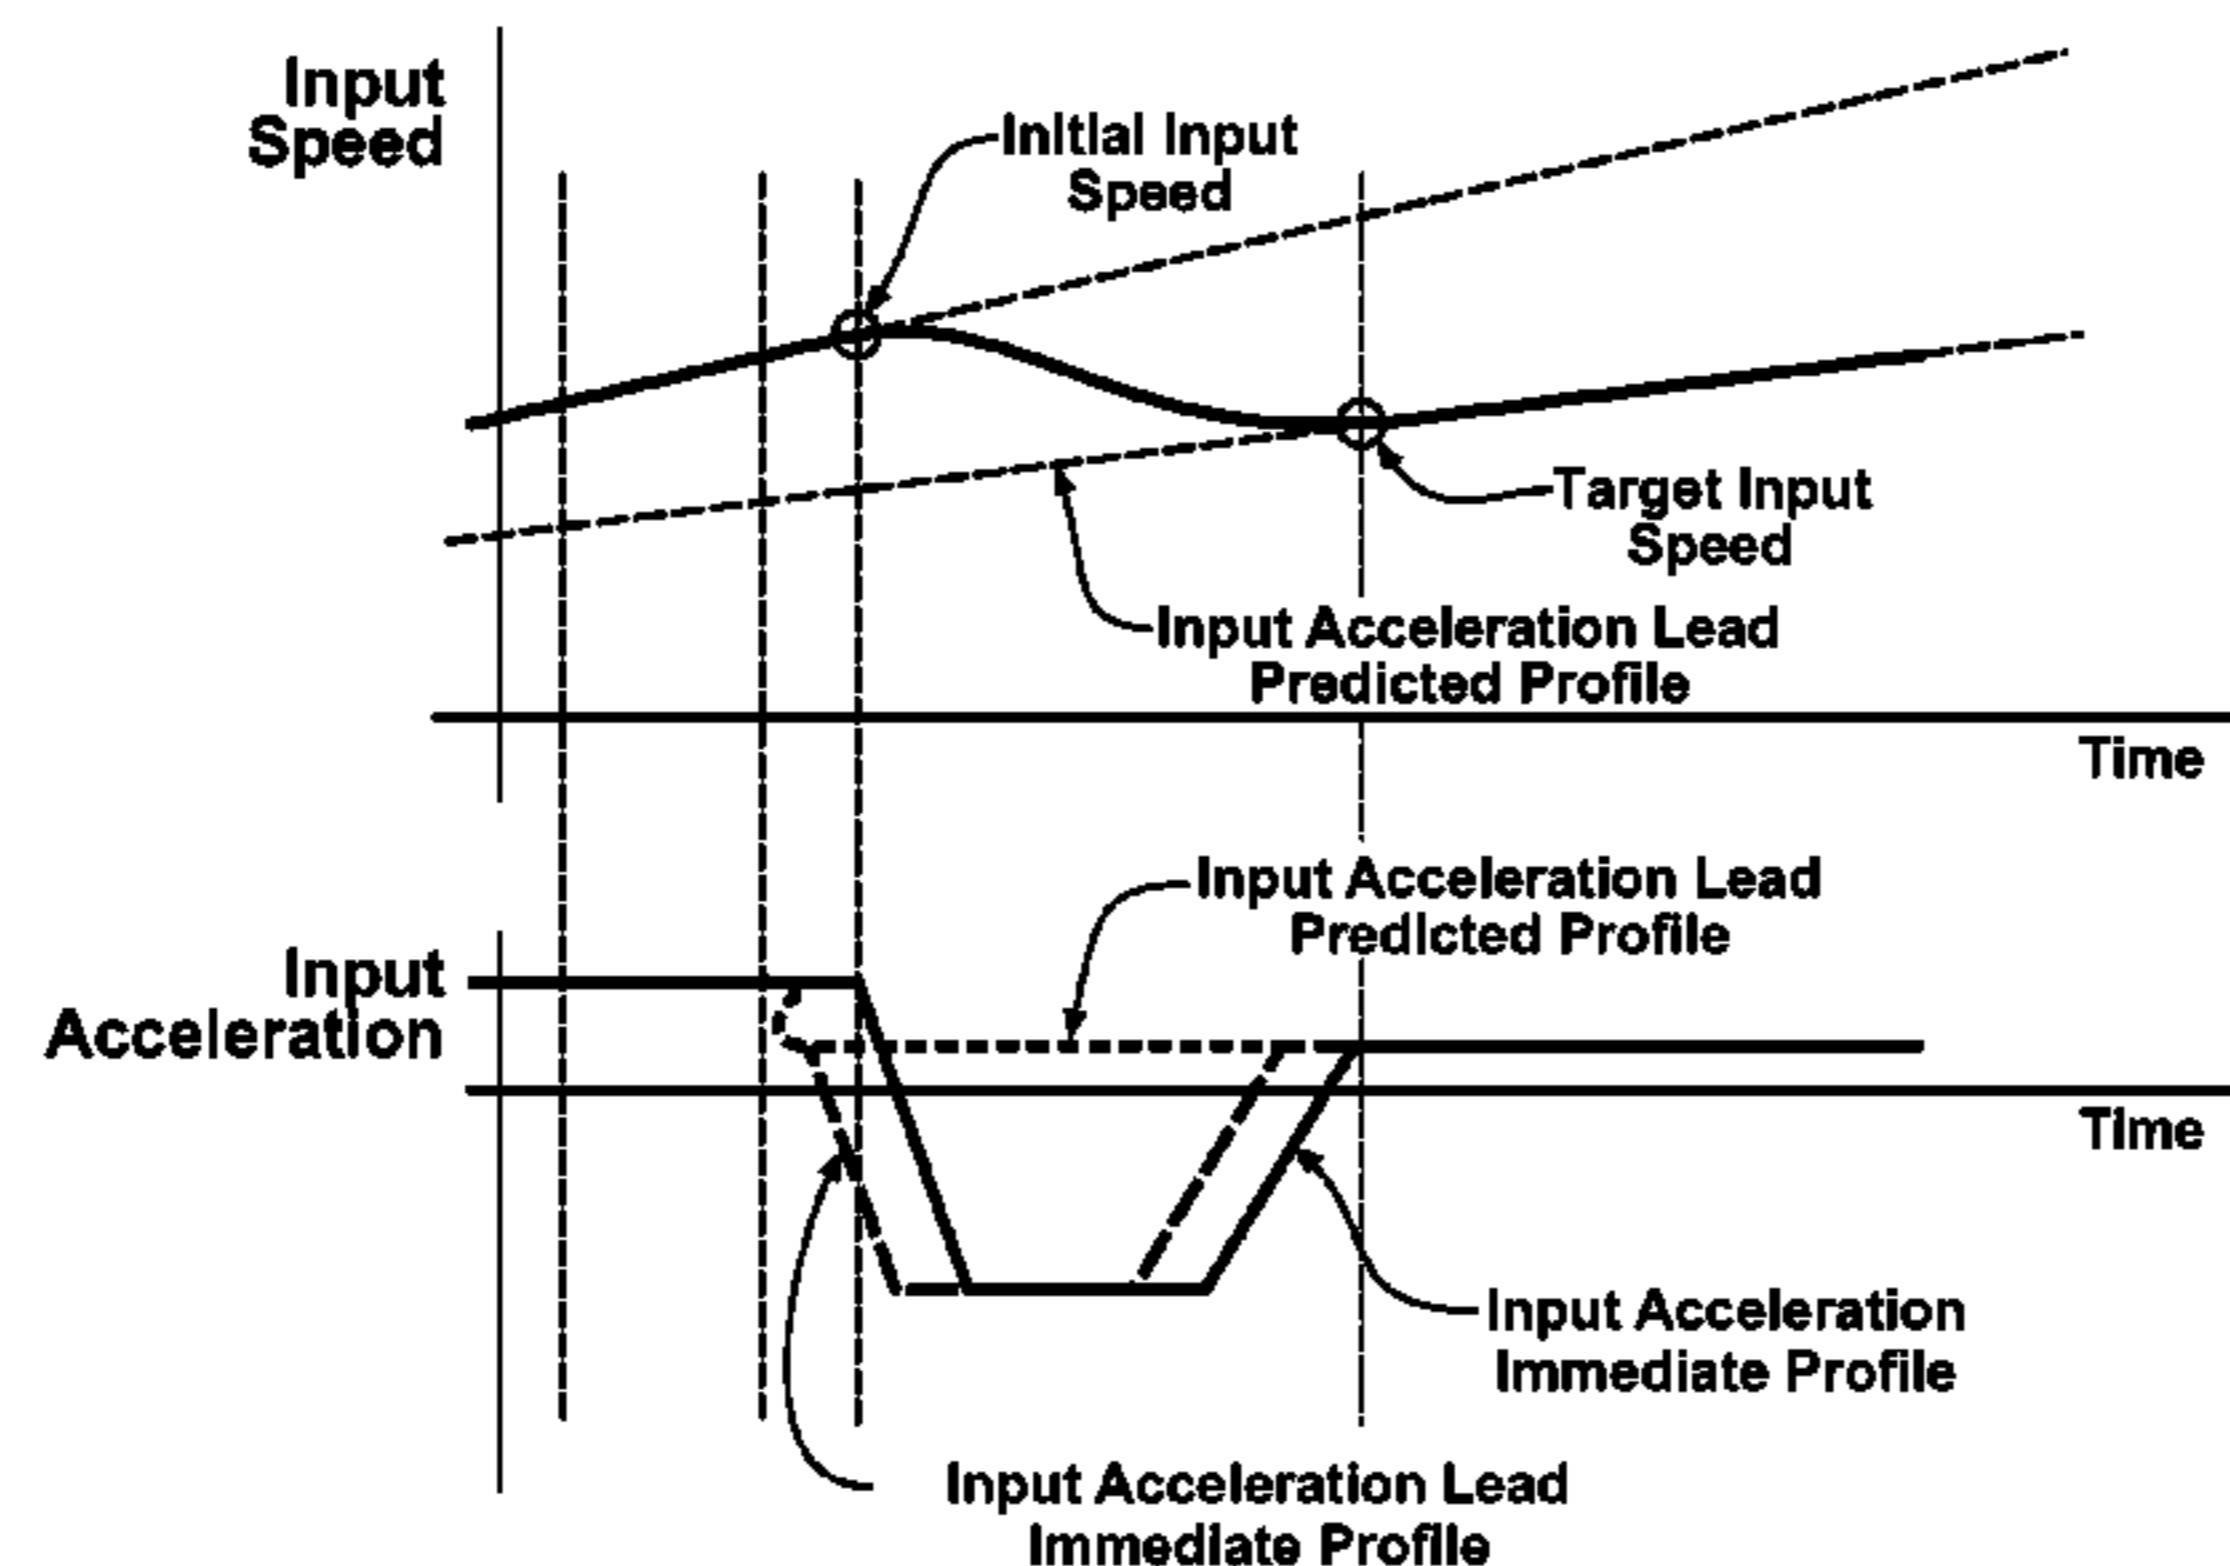 Input
Speed
Initial Input
Speed
Target Input
Speed
Input Acceleration Lead
Predicted Profile
Time
Input Acceleration Lead
Predicted Profile
Input
Acceleration
Time
Input Acceleration
Immediate Profile
Input Acceleration Lead
Immediate Profile